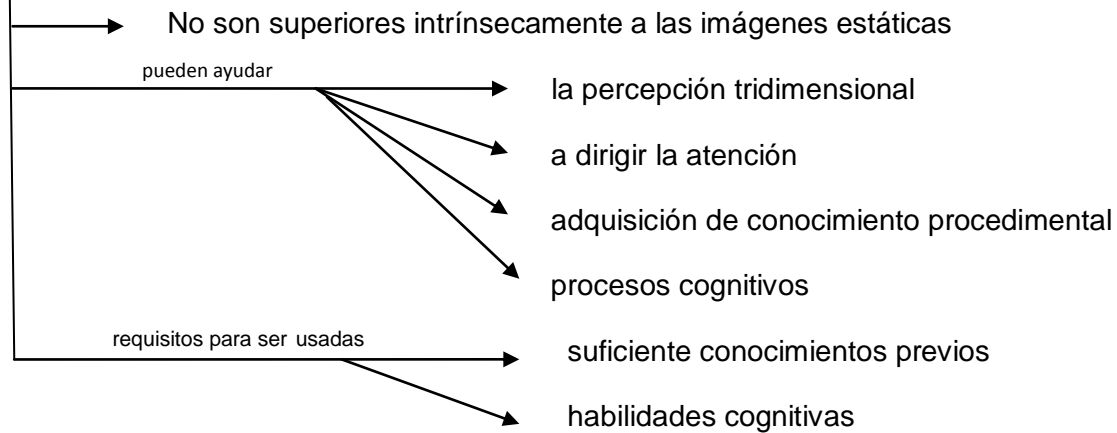 No son superiores intrínsecamente a las imágenes estáticas
pueden ayudar
la percepción tridimensional
a dirigir la atención
adquisición de conocimiento procedimental
procesos cognitivos
requisitos para ser usadas
suficiente conocimientos previos
habilidades cognitivas